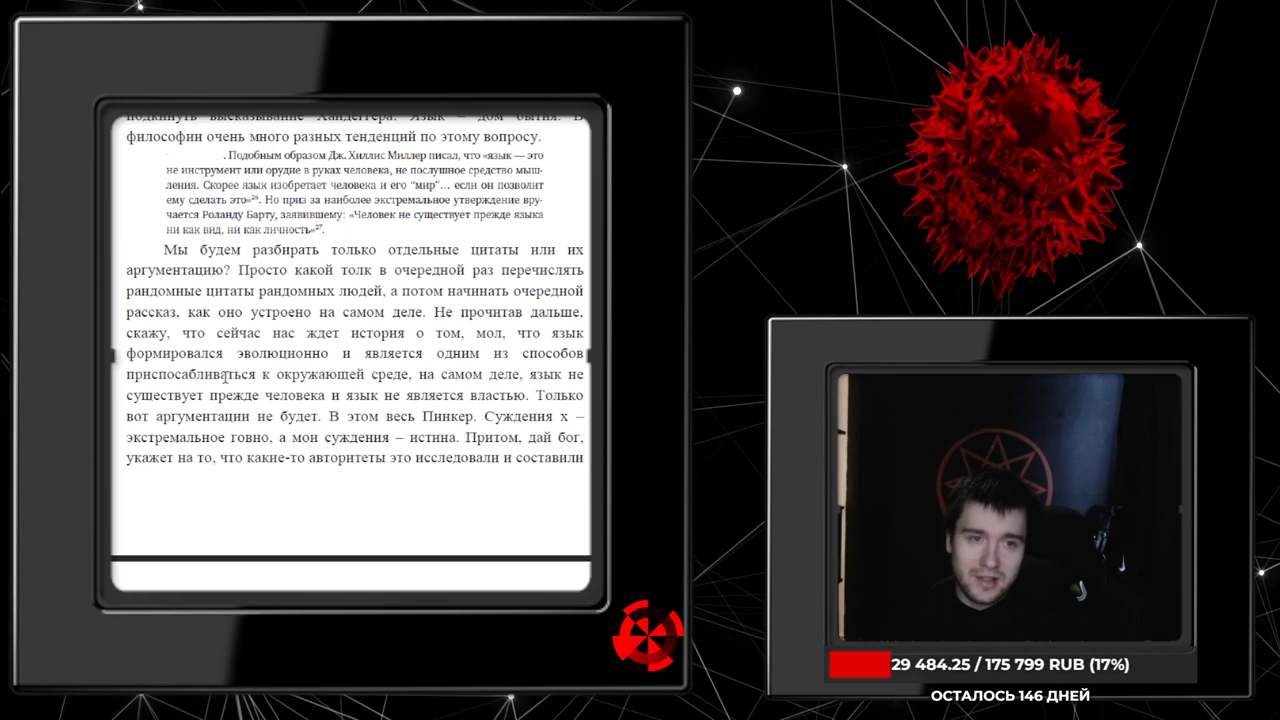 подкинуть высказывание Хайдеггера. Язык – дом бытия. В
философии очень много разных тенденций по этому вопросу.
. Подобным образом Дж. Хиллис Миллер писал, что «язык — это
не инструмент или орудие в руках человека, не послушное средство мыш-
ления. Скорее язык изобретает человека и его “мир”… если он позволит
ему сделать это»²⁶. Но приз за наиболее экстремальное утверждение вру-
чается Роланду Барту, заявившему: «Человек не существует прежде языка
ни как вид, ни как личность»²⁷.
Мы будем разбирать только отдельные цитаты или их
аргументацию? Просто какой толк в очередной раз перечислять
рандомные цитаты рандомных людей, а потом начинать очередной
рассказ, как оно устроено на самом деле. Не прочитав дальше,
скажу, что сейчас нас ждет история о том, мол, что язык
формировался эволюционно и является одним из способов
приспосабливаться к окружающей среде, на самом деле, язык не
существует прежде человека и язык не является властью. Только
вот аргументации не будет. В этом весь Пинкер. Суждения х –
экстремальное говно, а мои суждения – истина. Притом, дай бог,
укажет на то, что какие-то авторитеты это исследовали и составили
29 484.25 / 175 799 RUB (17%)
ОСТАЛОСЬ 146 ДНЕЙ